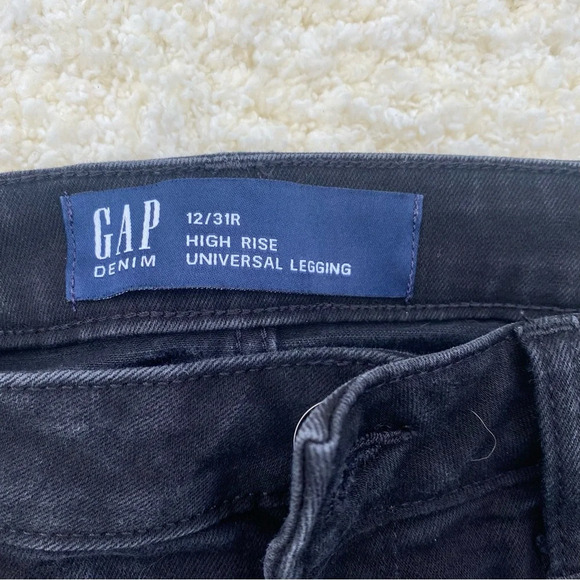 GAP
DENIM
12/31R
HIGH RISE
UNIVERSAL LEGGING